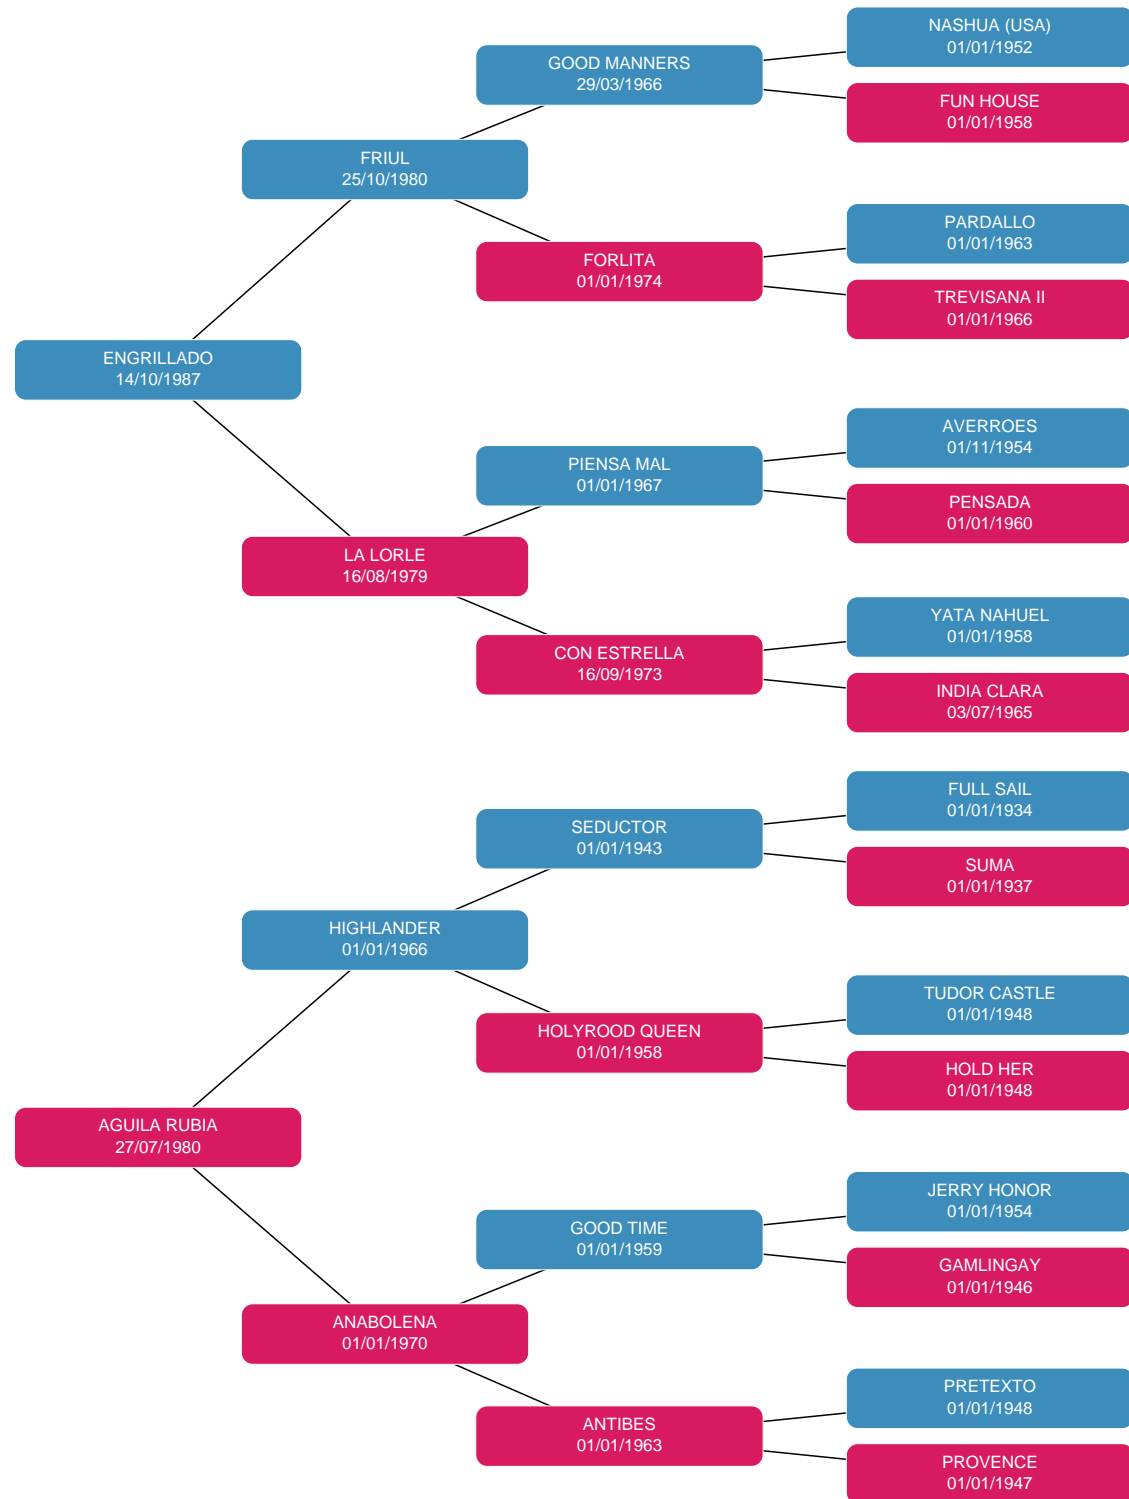 NASHUA (USA)
01/01/1952
GOOD MANNERS
29/03/1966
FUN HOUSE
01/01/1958
FRIUL
25/10/1980
PARDALLO
01/01/1963
FORLITA
01/01/1974
TREVISANA II
01/01/1966
ENGRILLADO
14/10/1987
AVERROES
01/11/1954
PIENSA MAL
01/01/1967
PENSADA
01/01/1960
LA LORLE
16/08/1979
YATA NAHUEL
01/01/1958
CON ESTRELLA
16/09/1973
INDIA CLARA
03/07/1965
FULL SAIL
01/01/1934
SEDUCTOR
01/01/1943
SUMA
01/01/1937
HIGHLANDER
01/01/1966
TUDOR CASTLE
01/01/1948
HOLYROOD QUEEN
01/01/1958
HOLD HER
01/01/1948
AGUILA RUBIA
27/07/1980
JERRY HONOR
01/01/1954
GOOD TIME
01/01/1959
GAMLINGAY
01/01/1946
ANABOLENA
01/01/1970
PRETEXTO
01/01/1948
ANTIBES
01/01/1963
PROVENCE
01/01/1947